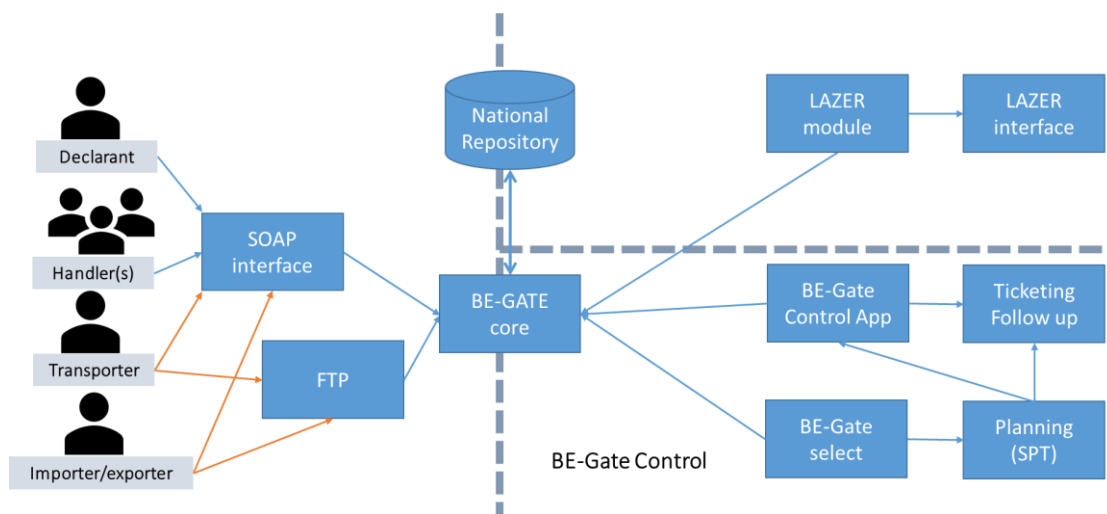 Declarant
Handler(s)
Transporter
Importer/exporter
SOAP
interface
FTP
National
Repository
BE-GATE
core
LAZER
module
LAZER
interface
BE-Gate
Control App
Ticketing
Follow up
BE-Gate
select
Planning
(SPT)
BE-Gate Control